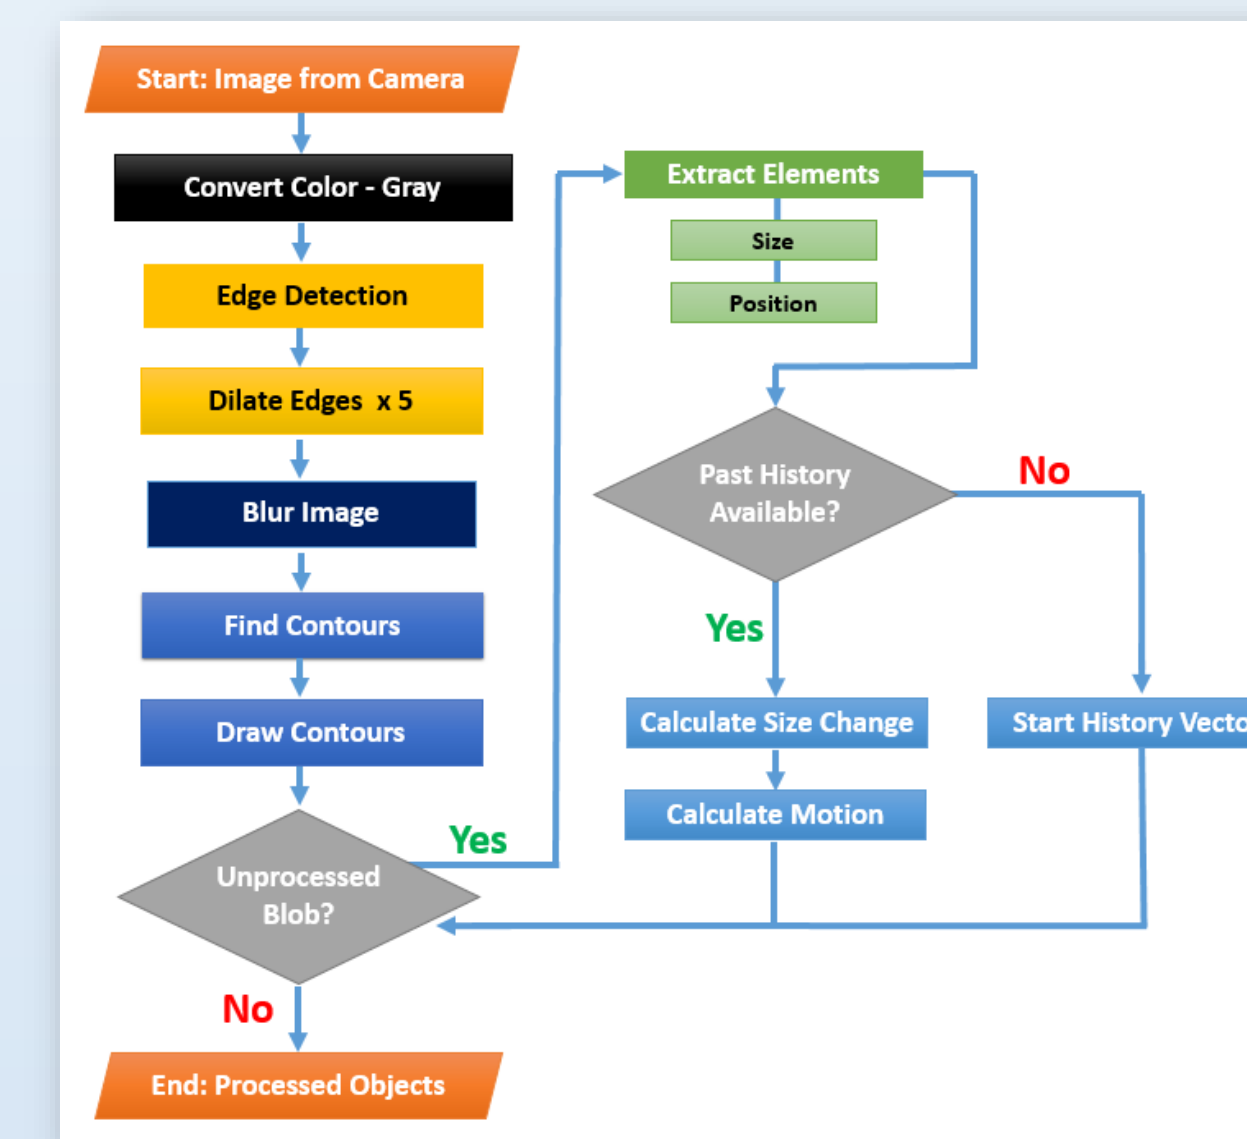 Start: Image from Camera
Convert Color - Gray
Edge Detection
Dilate Edges x 5
Blur Image
Find Contours
Draw Contours
Unprocessed
Blob?
Yes
No
End: Processed Objects
Extract Elements
Size
Position
Past History
Available?
No
Yes
Calculate Size Change
Calculate Motion
Start History